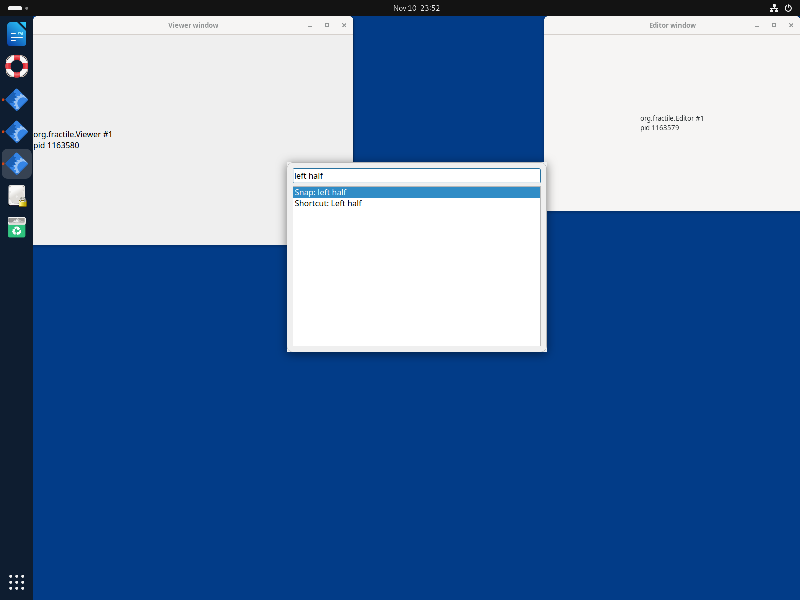 Nov 10 23:52
Viewer window
Editor window
org.fractile.Viewer #1
pid 1163580
org.fractile.Editor #1
pid 1163579
left half
Snap: left half
Shortcut: Left half